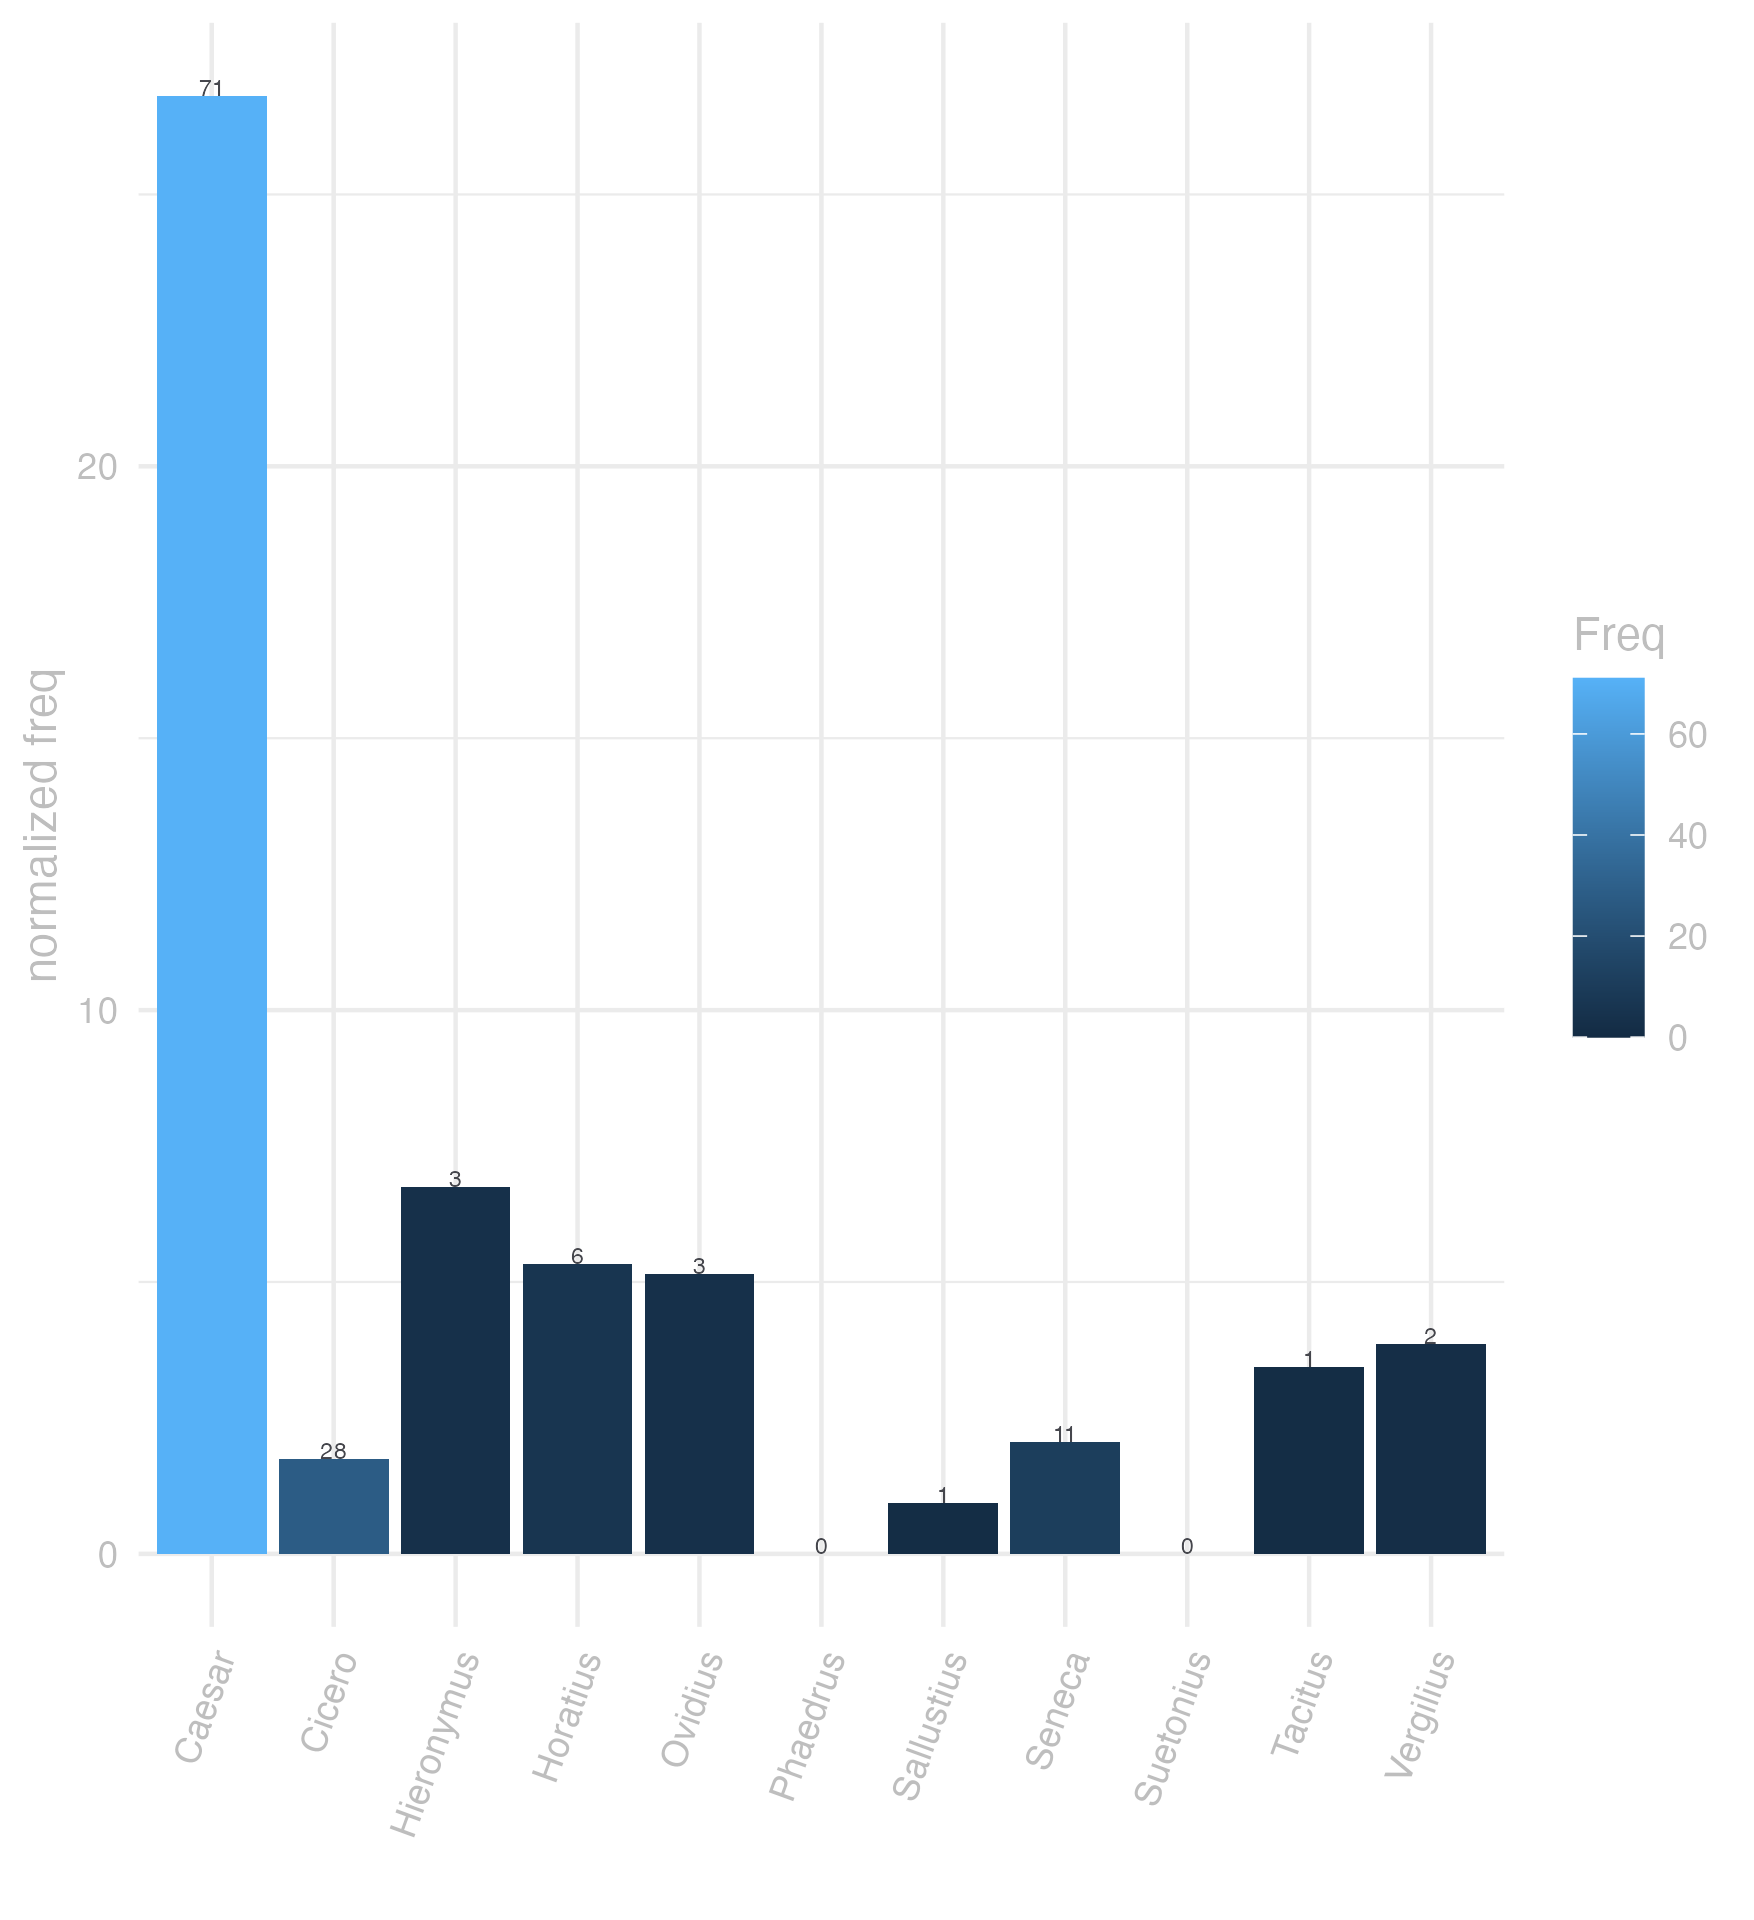 71
20
10
0
normalized freq
28
3
6
3
0
1
11
0
1
2
Caesar
Cicero
Hieronymus
Horatius
Ovidius
Phaedrus
Sallustius
Seneca
Suetonius
Tacitus
Vergilius
Freq
60
40
20
0